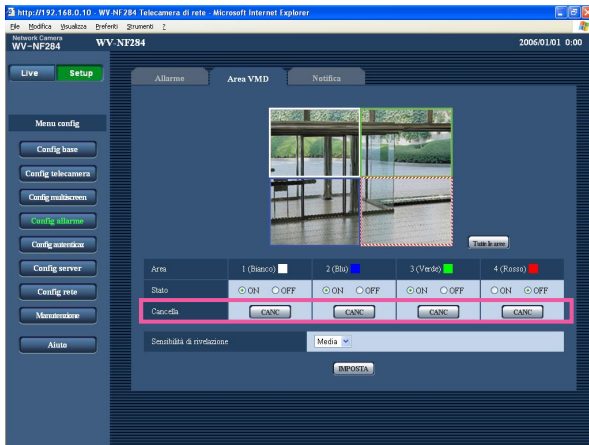 http://192.168.0.10 - WV-NF284 Telecamera di rete - Microsoft Internet Explorer
File Modifica Visualizza Preferiti Strumenti ?
Network Camera
WV-NF284 WV-NF284 2006/01/01 0:00
Live Setup
Allarme Area VMD Notifica
Menu config
Config base
Config telecamera
Config multiscreen
Config allarme
Config autenticaz
Config server
Config rete
Manutenzione
Aiuto
Tutte le aree
Area 1 (Bianco) 2 (Blu) 3 (Verde) 4 (Rosso)
Stato ON OFF ON OFF ON OFF ON OFF
Cancella CANC CANC CANC CANC
Sensibilità di rivelazione Media
IMPOSTA